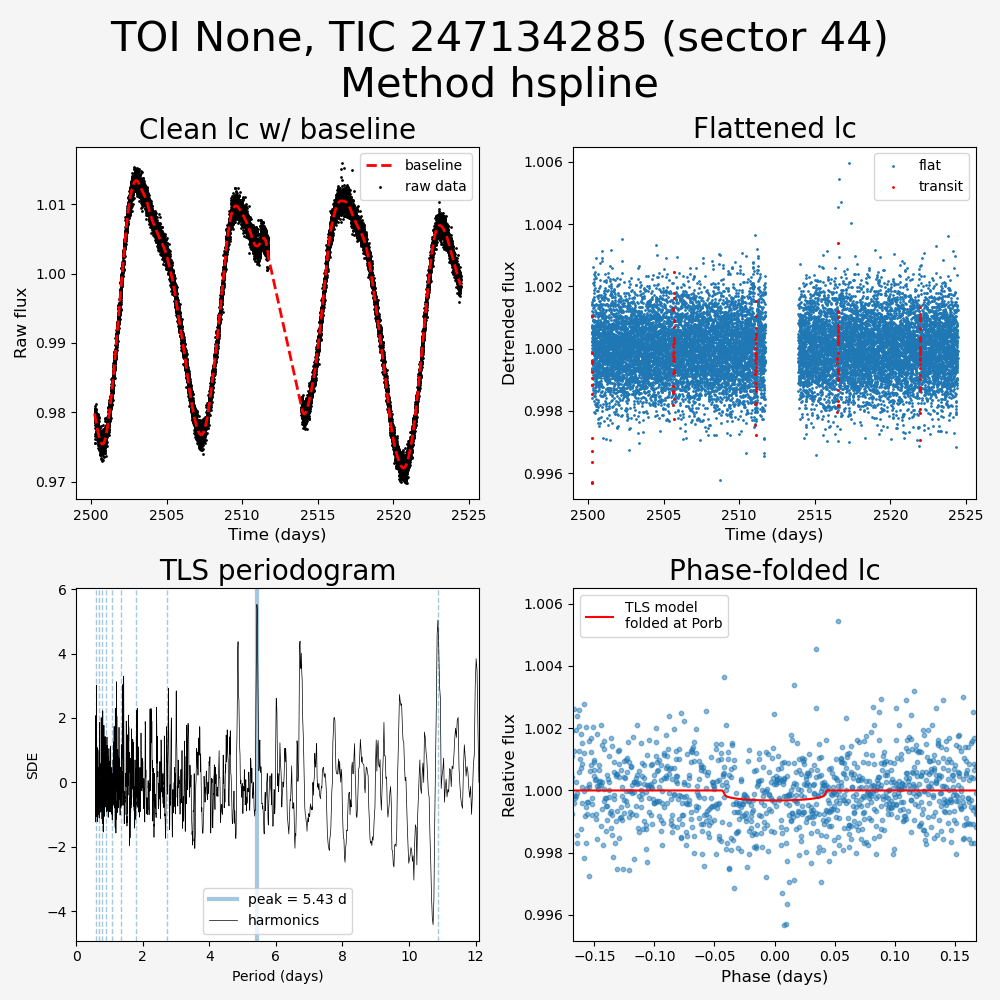 TOI None, TIC 247134285 (sector 44)
Method hspline
Clean lc w/ baseline
baseline
raw data
1.01
1.00
0.99
0.98
0.97
Raw flux
2500
2505
2510
2515
2520
2525
Time (days)
Flattened lc
flat
transit
1.006
1.004
1.002
1.000
0.998
0.996
Detrended flux
2500
2505
2510
2515
2520
2525
Time (days)
TLS periodogram
6
4
2
0
−2
−4
SDE
peak = 5.43 d
harmonics
0
2
4
6
8
10
12
Period (days)
Phase-folded lc
TLS model
folded at Porb
1.006
1.004
1.002
1.000
0.998
0.996
Relative flux
−0.15
−0.10
−0.05
0.00
0.05
0.10
0.15
Phase (days)